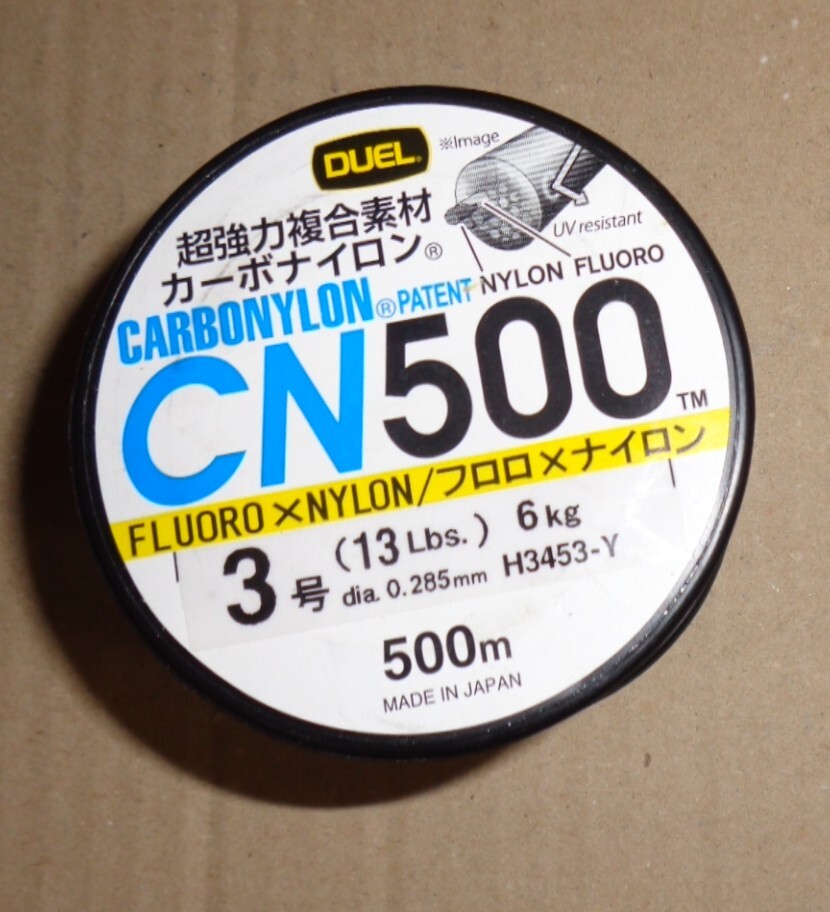 DUEL®
※Image
UV resistant
超強力複合素材
カーボナイロン®
NYLON FLUORO
CARBONYLON® PATENT
CN500™
FLUORO×NYLON/フロロ×ナイロン
3号 (13Lbs.) 6kg
dia. 0.285mm H3453-Y
500m
MADE IN JAPAN